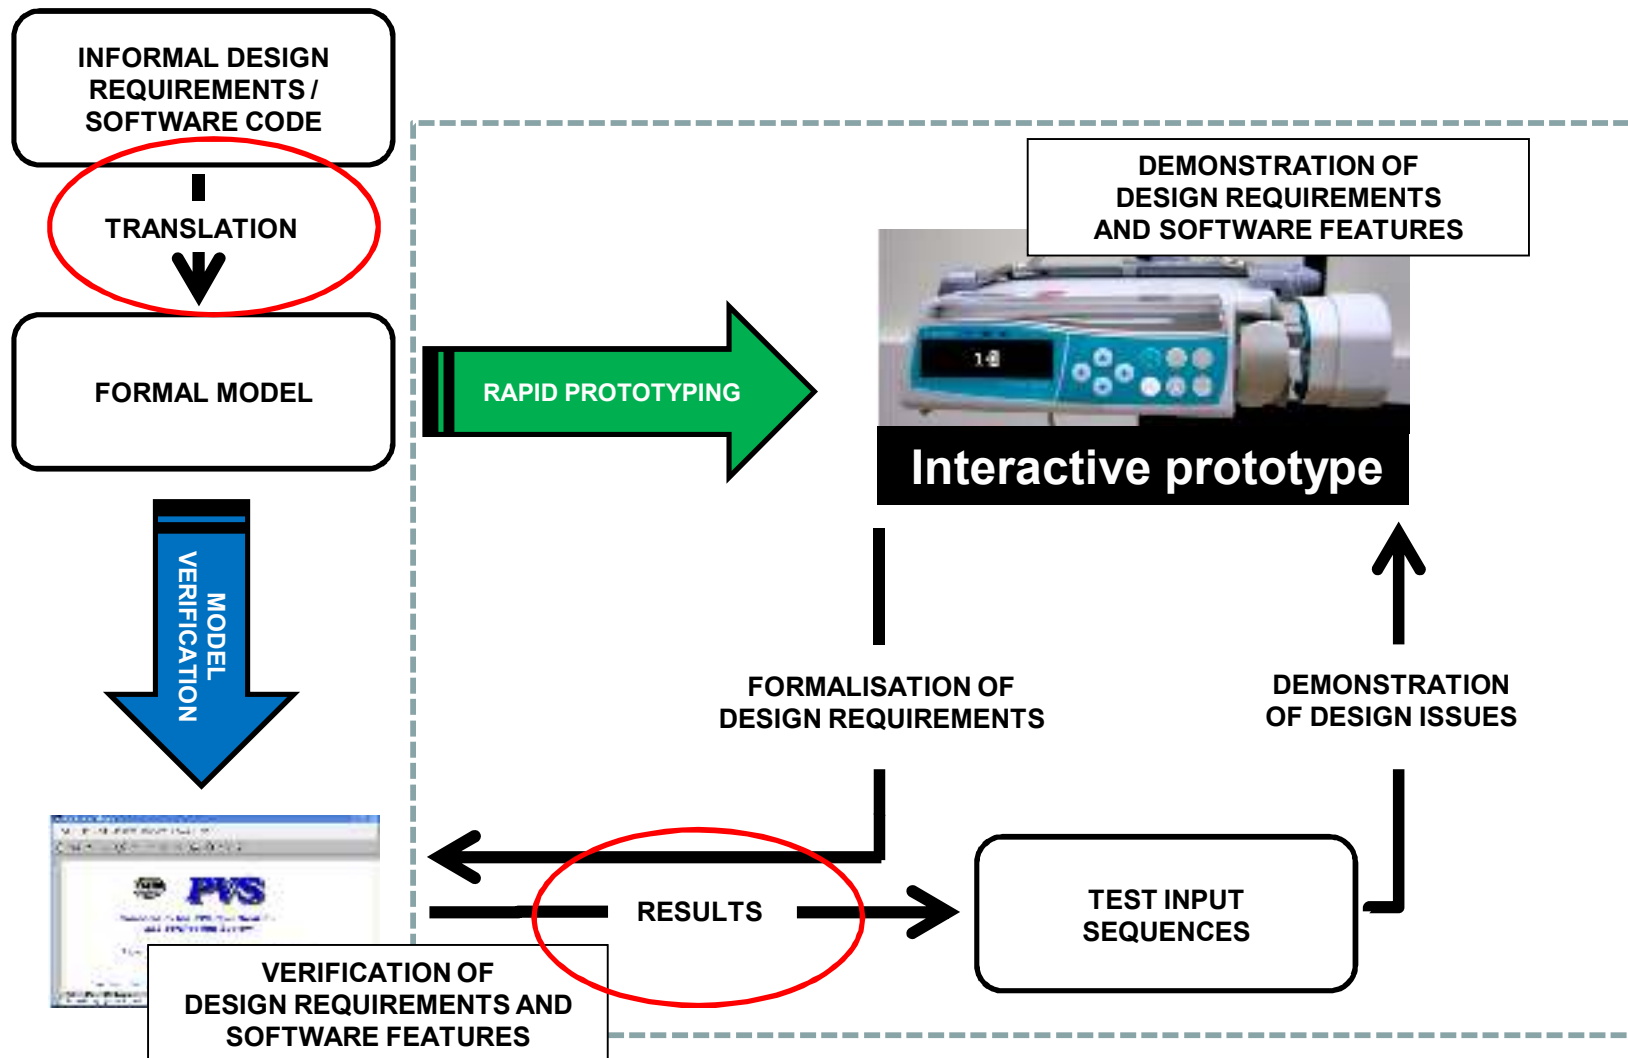 INFORMAL DESIGN
REQUIREMENTS /
SOFTWARE CODE
TRANSLATION
FORMAL MODEL
MODEL
VERIFICATION
RAPID PROTOTYPING
DEMONSTRATION OF
DESIGN REQUIREMENTS
AND SOFTWARE FEATURES
Interactive prototype
FORMALISATION OF
DESIGN REQUIREMENTS
DEMONSTRATION
OF DESIGN ISSUES
PVS
RESULTS
TEST INPUT
SEQUENCES
VERIFICATION OF
DESIGN REQUIREMENTS AND
SOFTWARE FEATURES